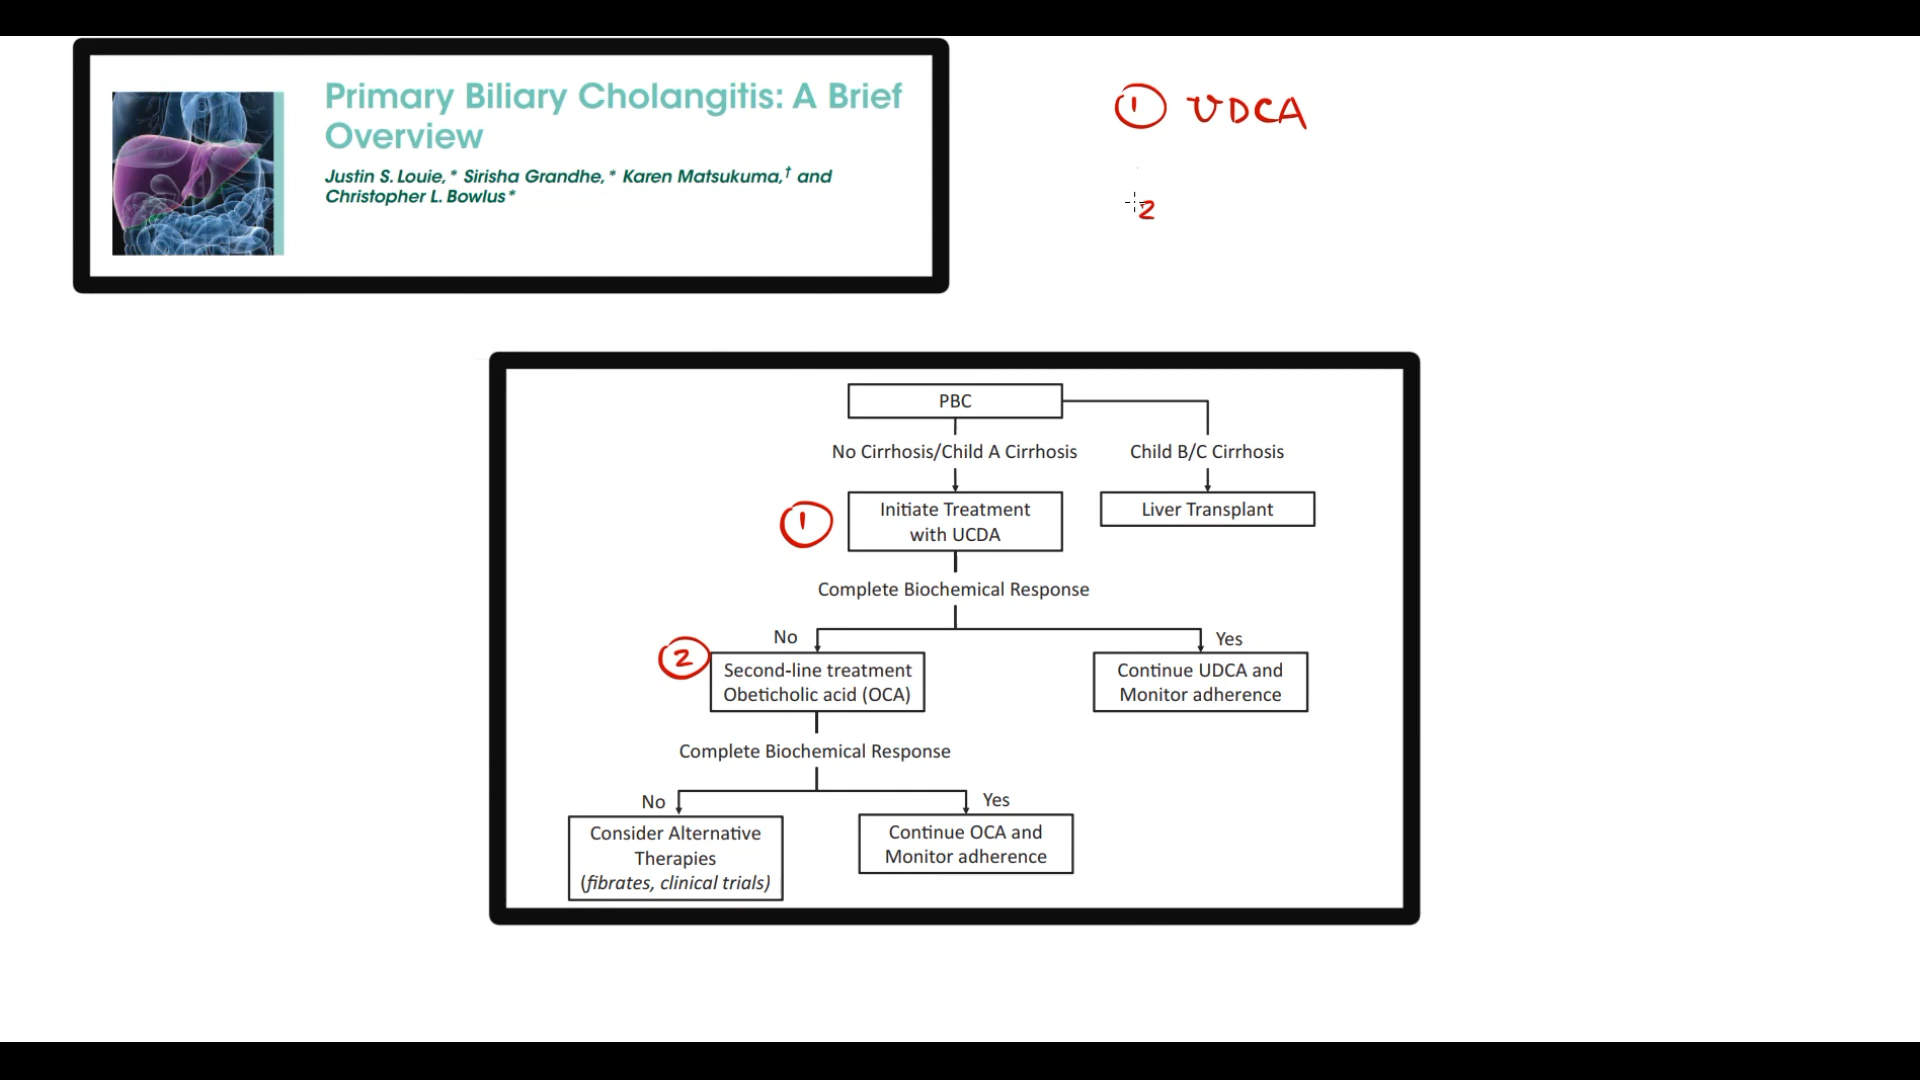 Primary Biliary Cholangitis: A Brief
Overview
Justin S. Louie,* Sirisha Grandhe,* Karen Matsukuma,† and
Christopher L. Bowlus*
1 UDCA
2
PBC
No Cirrhosis/Child A Cirrhosis
Child B/C Cirrhosis
1
Initiate Treatment
with UCDA
Liver Transplant
Complete Biochemical Response
No
Yes
2
Second-line treatment
Obeticholic acid (OCA)
Continue UDCA and
Monitor adherence
Complete Biochemical Response
No
Yes
Consider Alternative
Therapies
(fibrates, clinical trials)
Continue OCA and
Monitor adherence